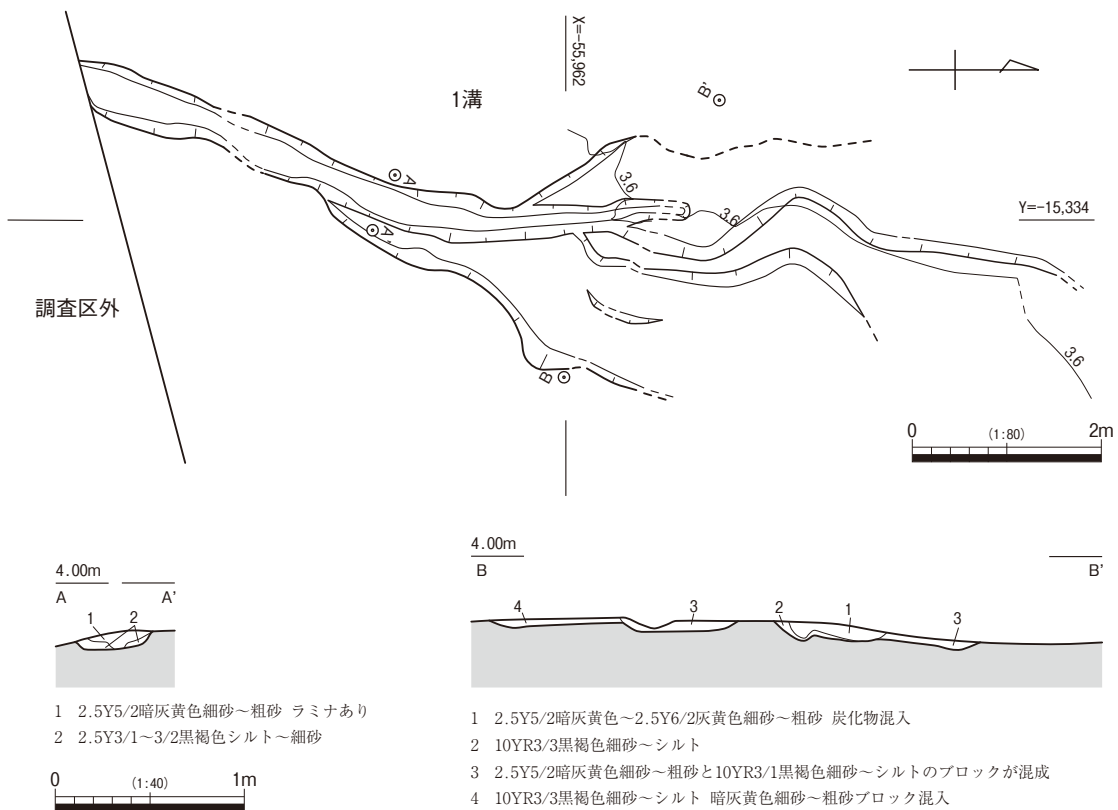 X=-55,962
1溝
B'
3.6
A
A'
3.6
Y=-15,334
調査区外
3.6
B
0 (1:80) 2m
4.00m
A A'
1 2
1 2.5Y5/2暗灰黄色細砂～粗砂 ラミナあり
2 2.5Y3/1～3/2黒褐色シルト～細砂
0 (1:40) 1m
4.00m
B B'
4 3 2 1 3
1 2.5Y5/2暗灰黄色～2.5Y6/2灰黄色細砂～粗砂 炭化物混入
2 10YR3/3黒褐色細砂～シルト
3 2.5Y5/2暗灰黄色細砂～粗砂と10YR3/1黒褐色細砂～シルトのブロックが混成
4 10YR3/3黒褐色細砂～シルト 暗灰黄色細砂～粗砂ブロック混入